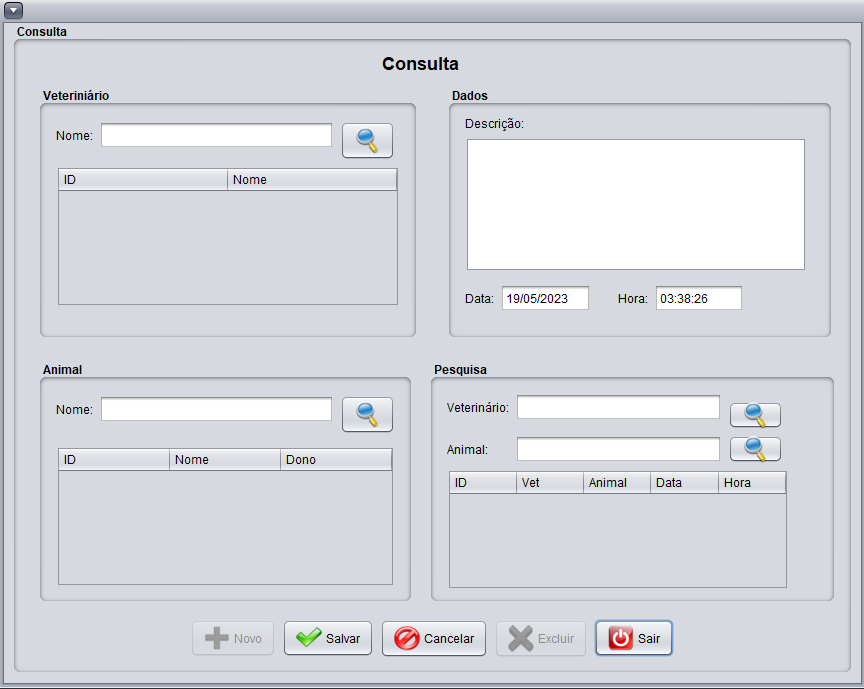 Consulta
Consulta
Veteriniário
Nome:
ID Nome
Dados
Descrição:
Data: 19/05/2023 Hora: 03:38:26
Animal
Nome:
ID Nome Dono
Pesquisa
Veterinário:
Animal:
ID Vet Animal Data Hora
Novo Salvar Cancelar Excluir Sair